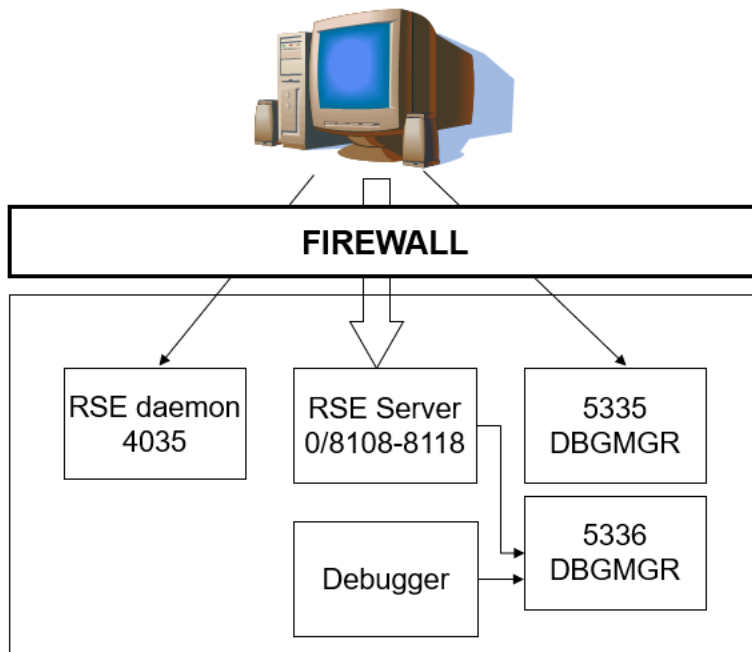 FIREWALL
RSE daemon
4035
RSE Server
0/8108-8118
5335
DBGMGR
Debugger
5336
DBGMGR